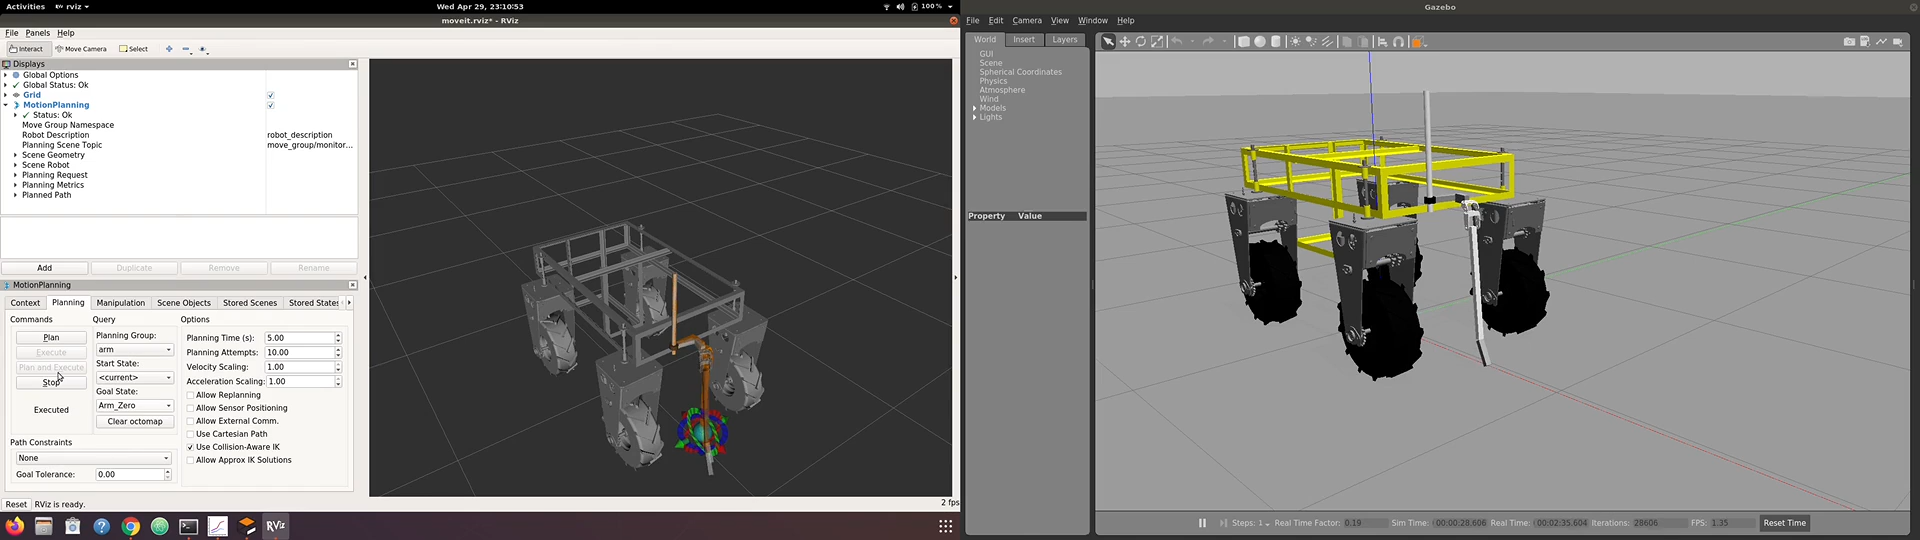 Activities
rviz
Wed Apr 29, 23:10:53
100%
moveit.rviz* - RViz
File Panels Help
Interact Move Camera Select
Displays
Global Options
Global Status: Ok
Grid
MotionPlanning
Status: Ok
Move Group Namespace
Robot Description robot_description
Planning Scene Topic move_group/monitor...
Scene Geometry
Scene Robot
Planning Request
Planning Metrics
Planned Path
Add Duplicate Remove Rename
MotionPlanning
Context Planning Manipulation Scene Objects Stored Scenes Stored States
Commands Query Options
Plan
Execute
Plan and Execute
Stop
Executed
Planning Group:
arm
Start State:
<current>
Goal State:
Arm_Zero
Clear octomap
Planning Time (s): 5.00
Planning Attempts: 10.00
Velocity Scaling: 1.00
Acceleration Scaling: 1.00
Allow Replanning
Allow Sensor Positioning
Allow External Comm.
Use Cartesian Path
Use Collision-Aware IK
Allow Approx IK Solutions
Path Constraints
None
Goal Tolerance: 0.00
Reset RViz is ready.
2 fps
RViz
Gazebo
File Edit Camera View Window Help
World Insert Layers
GUI
Scene
Spherical Coordinates
Physics
Atmosphere
Wind
Models
Lights
Property Value
Steps: 1 Real Time Factor: 0.19 Sim Time: 00:00:28.606 Real Time: 00:02:35.604 Iterations: 28606 FPS: 1.35 Reset Time